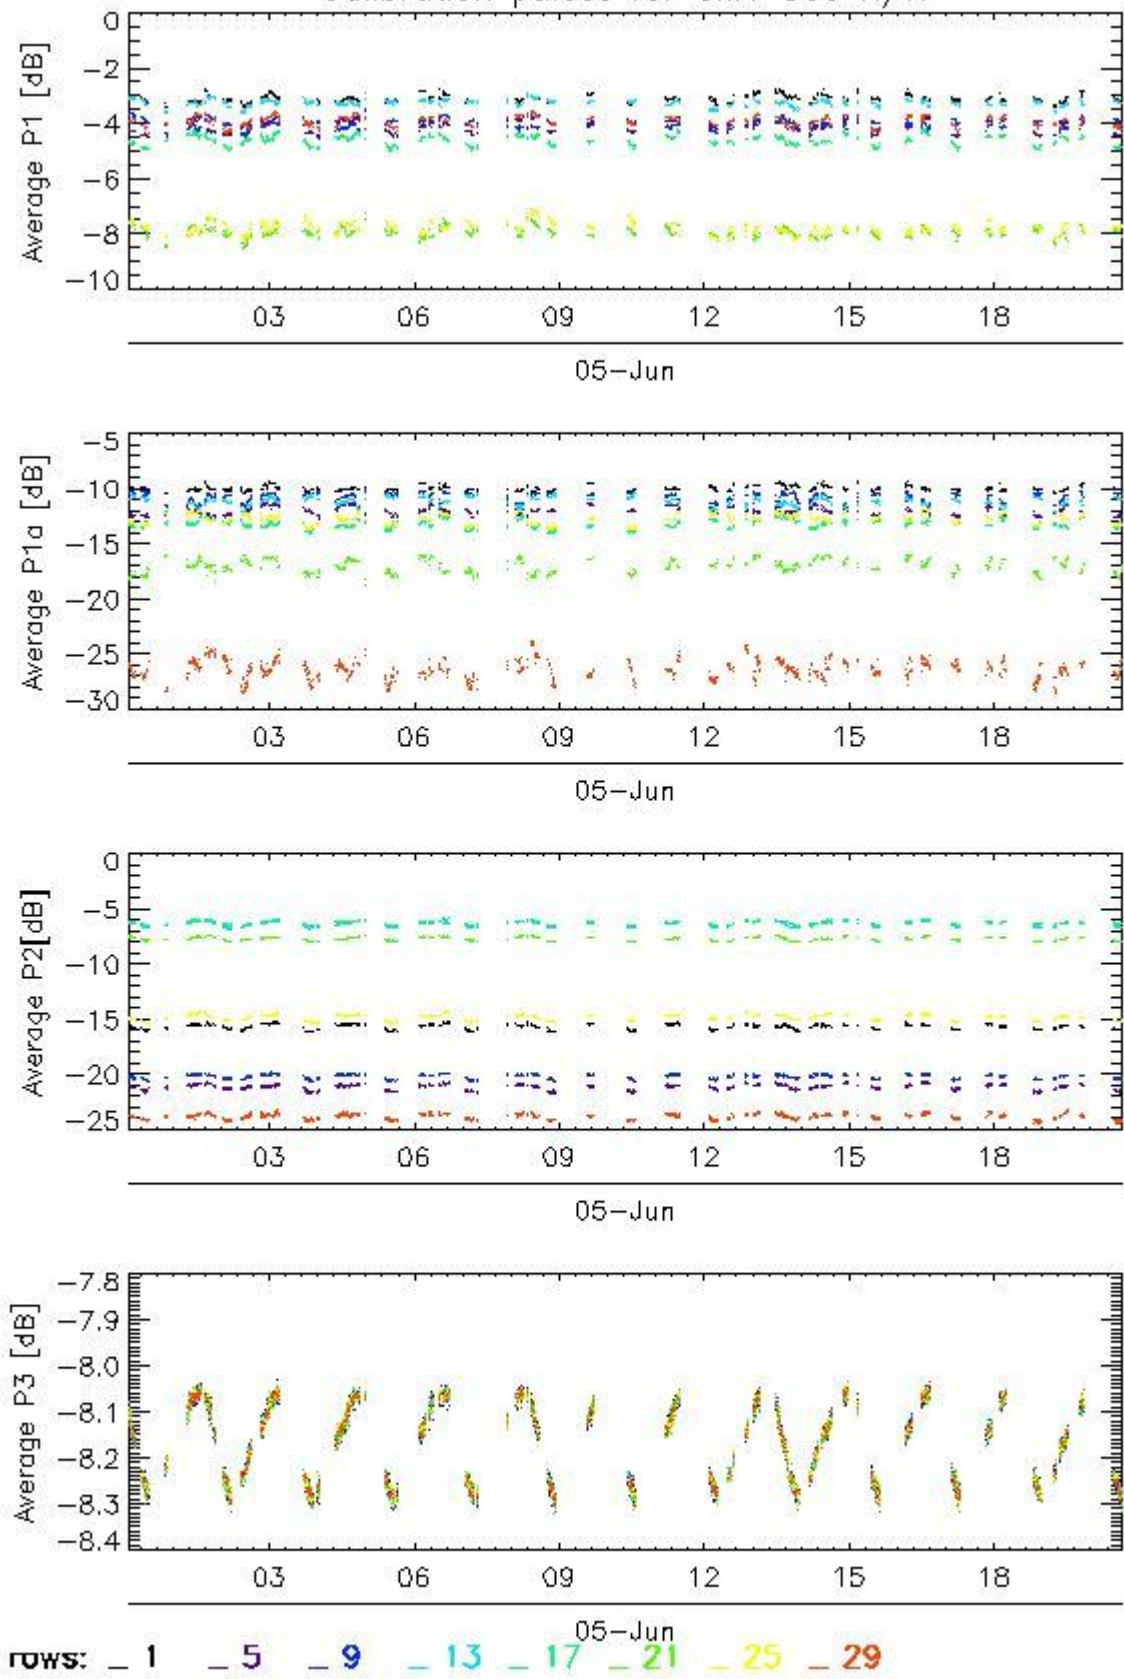 0
−2
−4
−6
−8
−10
Average P1 [dB]
03 06 09 12 15 18
05-Jun
−5
−10
−15
−20
−25
−30
Average P1a [dB]
03 06 09 12 15 18
05-Jun
0
−5
−10
−15
−20
−25
Average P2[dB]
03 06 09 12 15 18
05-Jun
−7.8
−7.9
−8.0
−8.1
−8.2
−8.3
−8.4
Average P3 [dB]
03 06 09 12 15 18
05-Jun
rows: _ 1 _ 5 _ 9 _ 13 _ 17 _ 21 _ 25 _ 29